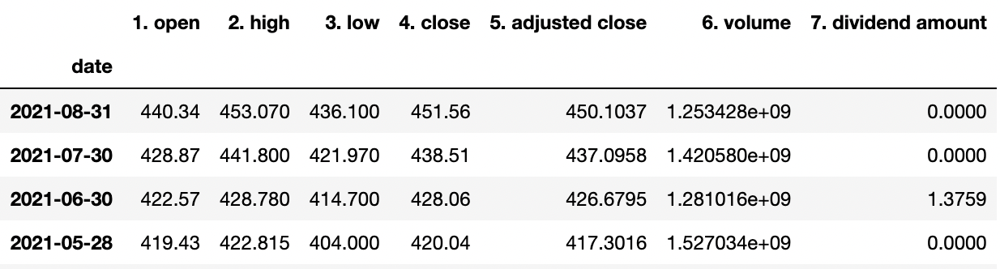 1. open 2. high 3. low 4. close 5. adjusted close 6. volume 7. dividend amount
date
2021-08-31 440.34 453.070 436.100 451.56 450.1037 1.253428e+09 0.0000
2021-07-30 428.87 441.800 421.970 438.51 437.0958 1.420580e+09 0.0000
2021-06-30 422.57 428.780 414.700 428.06 426.6795 1.281016e+09 1.3759
2021-05-28 419.43 422.815 404.000 420.04 417.3016 1.527034e+09 0.0000